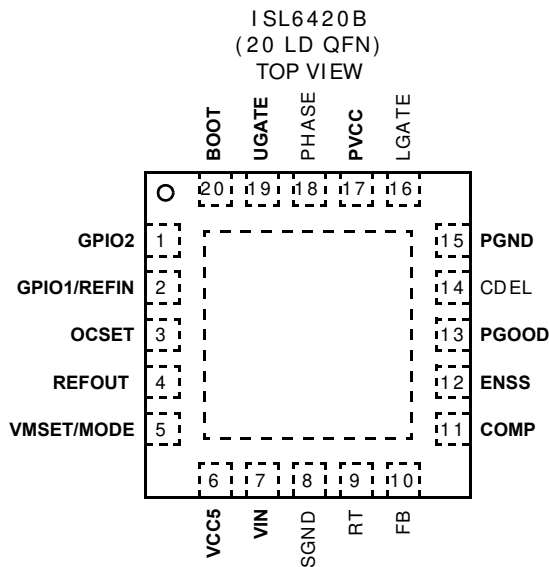 ISL6420B
(20 LD QFN)
TOP VIEW
BOOT
UGATE
PHASE
PVCC
LGATE
20 19 18 17 16
GPIO2 1
GPIO1/REFIN 2
OCSET 3
REFOUT 4
VMSET/MODE 5
15 PGND
14 CDEL
13 PGOOD
12 ENSS
11 COMP
6 7 8 9 10
VCC5
VIN
SGND
RT
FB